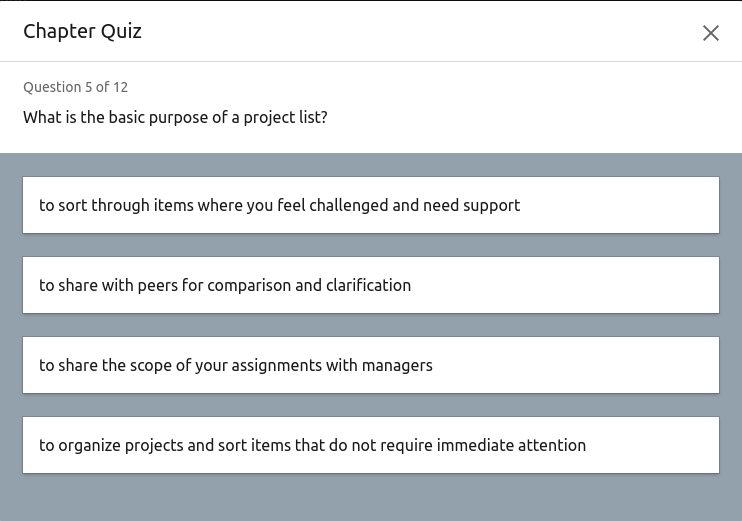 Chapter Quiz
Question 5 of 12
What is the basic purpose of a project list?
to sort through items where you feel challenged and need support
to share with peers for comparison and clarification
to share the scope of your assignments with managers
to organize projects and sort items that do not require immediate attention